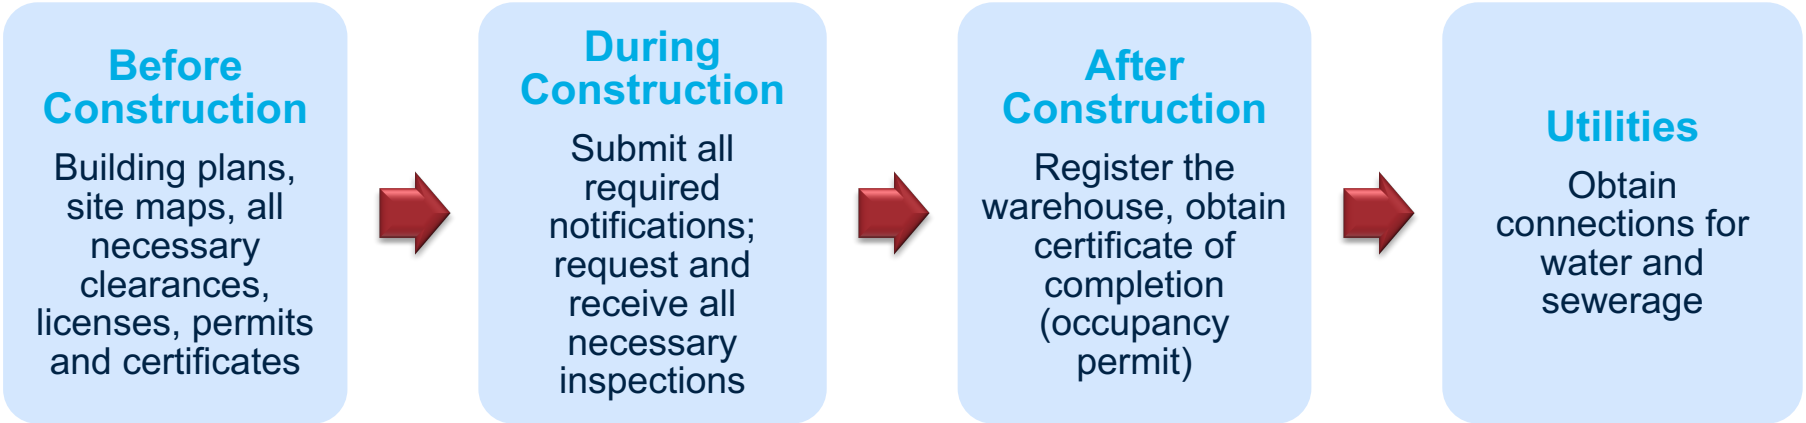 Before
Construction
Building plans,
site maps, all
necessary
clearances,
licenses, permits
and certificates
During
Construction
Submit all
required
notifications;
request and
receive all
necessary
inspections
After
Construction
Register the
warehouse, obtain
certificate of
completion
(occupancy
permit)
Utilities
Obtain
connections for
water and
sewerage